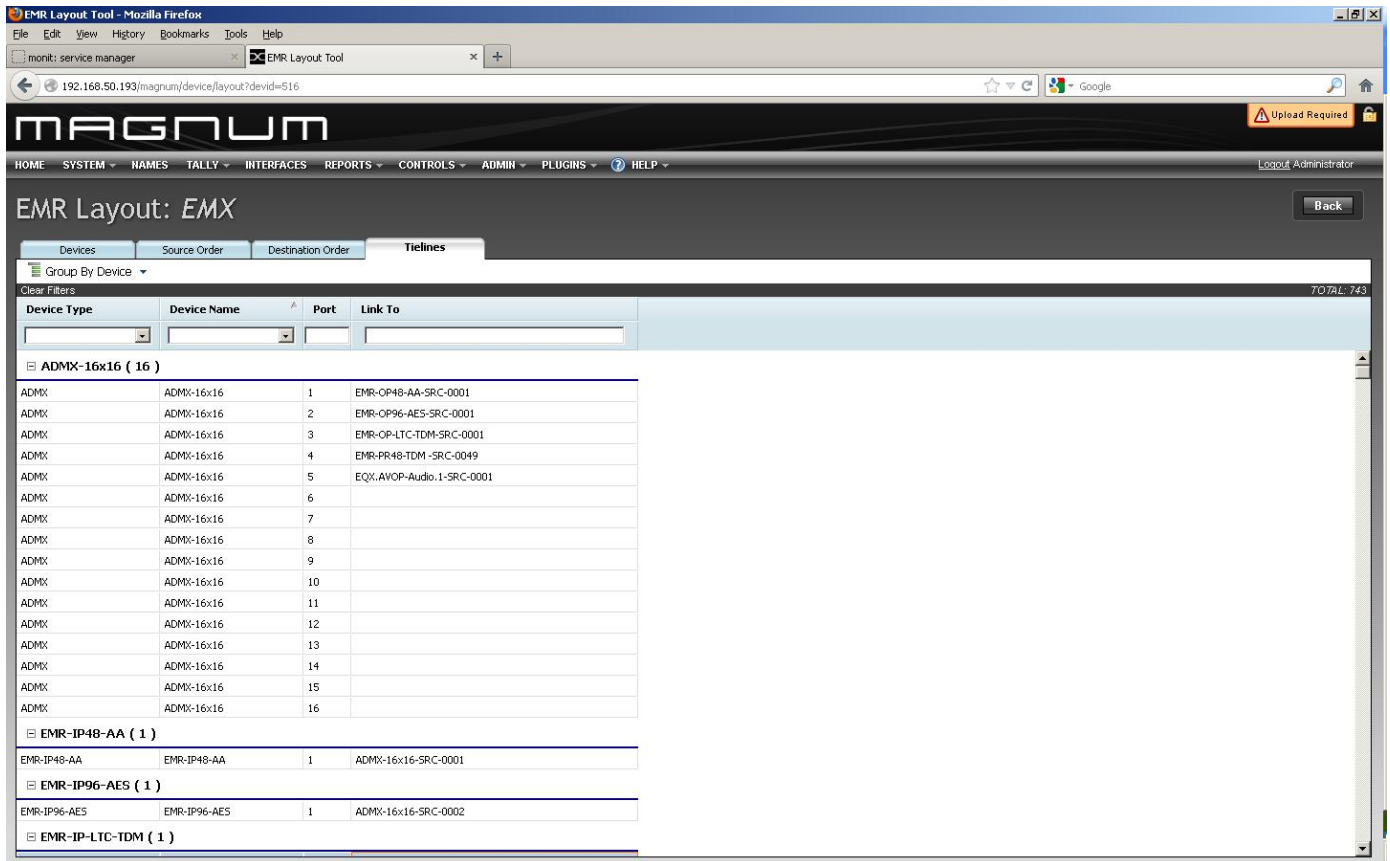 EMR Layout Tool - Mozilla Firefox
File Edit View History Bookmarks Tools Help
monit: service manager × EMR Layout Tool × +
192.168.50.193/magnum/device/layout?devid=516 Google
MAGNUM
Upload Required
HOME SYSTEM NAMES TALLY INTERFACES REPORTS CONTROLS ADMIN PLUGINS ? HELP Logout Administrator
EMR Layout: EMX Back
Devices Source Order Destination Order Tielines
Group By Device
Clear Filters TOTAL: 743
Device Type Device Name Port Link To
ADMX-16x16 ( 16 )
ADMX ADMX-16x16 1 EMR-OP48-AA-SRC-0001
ADMX ADMX-16x16 2 EMR-OP96-AES-SRC-0001
ADMX ADMX-16x16 3 EMR-OP-LTC-TDM-SRC-0001
ADMX ADMX-16x16 4 EMR-PR48-TDM -SRC-0049
ADMX ADMX-16x16 5 EQX.AVOP-Audio.1-SRC-0001
ADMX ADMX-16x16 6
ADMX ADMX-16x16 7
ADMX ADMX-16x16 8
ADMX ADMX-16x16 9
ADMX ADMX-16x16 10
ADMX ADMX-16x16 11
ADMX ADMX-16x16 12
ADMX ADMX-16x16 13
ADMX ADMX-16x16 14
ADMX ADMX-16x16 15
ADMX ADMX-16x16 16
EMR-IP48-AA ( 1 )
EMR-IP48-AA EMR-IP48-AA 1 ADMX-16x16-SRC-0001
EMR-IP96-AES ( 1 )
EMR-IP96-AES EMR-IP96-AES 1 ADMX-16x16-SRC-0002
EMR-IP-LTC-TDM ( 1 )